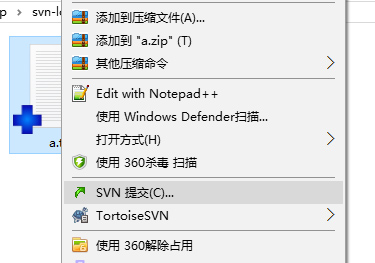 p › svn-lo
添加到压缩文件(A)...
添加到 "a.zip" (T)
其他压缩命令
Edit with Notepad++
使用 Windows Defender扫描...
打开方式(H)
使用 360杀毒 扫描
a.t
SVN 提交(C)...
TortoiseSVN
使用 360解除占用